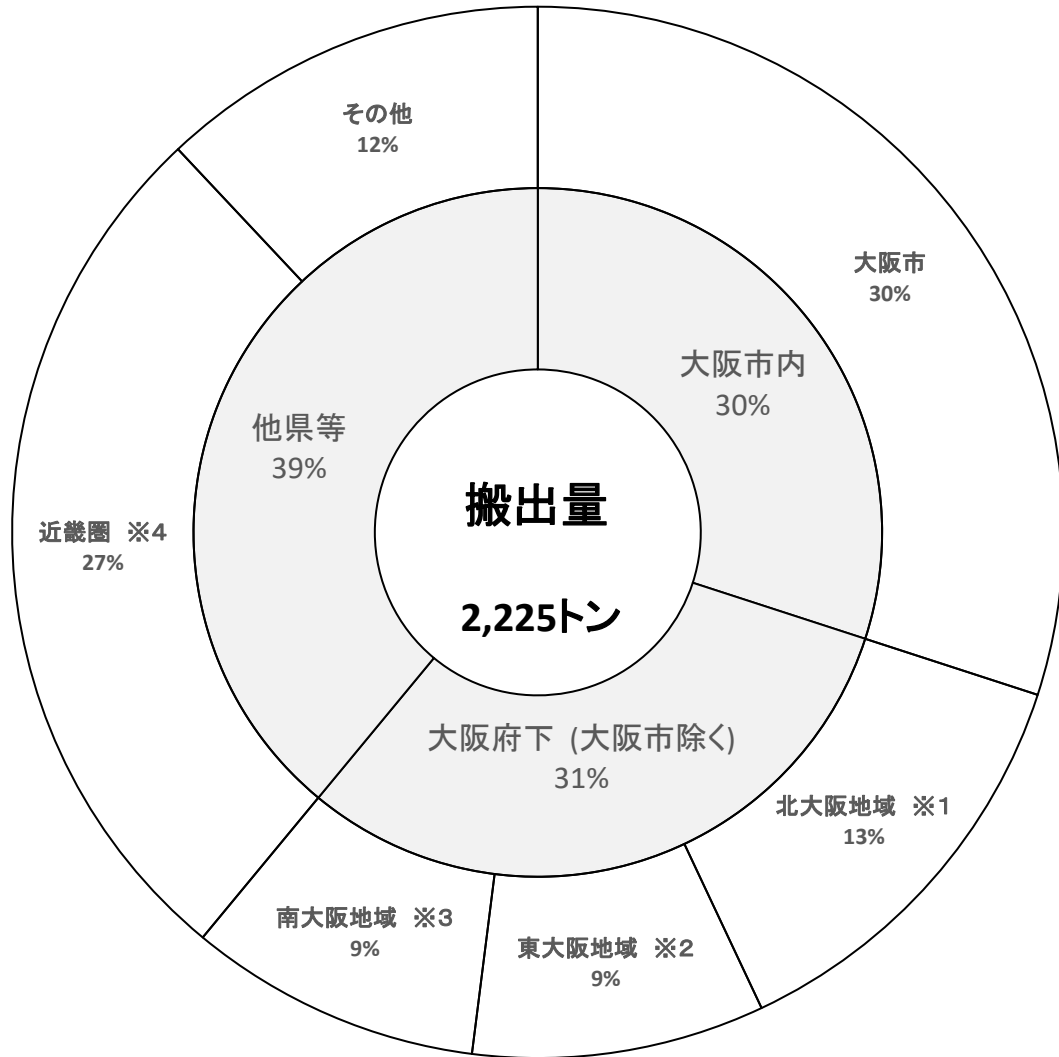 その他
12%
大阪市
30%
大阪市内
30%
他県等
39%
搬出量
2,225トン
近畿圏 ※4
27%
大阪府下 (大阪市除く)
31%
北大阪地域 ※1
13%
南大阪地域 ※3
9%
東大阪地域 ※2
9%